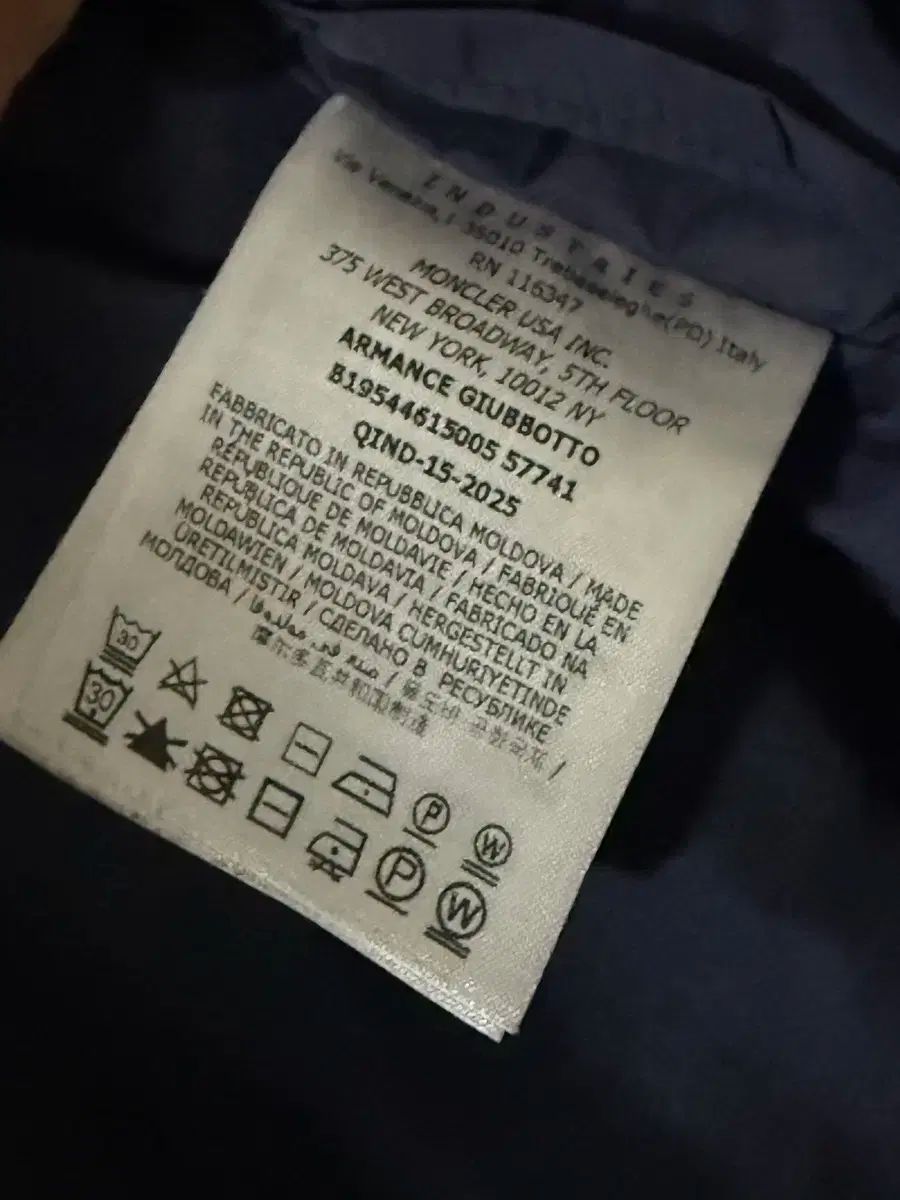 INDUSTRIES
Via Venezia, 1 35010 Trebaseleghe(PD) Italy
RN 116347
MONCLER USA INC.
375 WEST BROADWAY, 5TH FLOOR
NEW YORK, 10012 NY
ARMANCE GIUBBOTTO
B19544615005 57741
QIND-15-2025
FABBRICATO IN REPUBBLICA MOLDOVA / MADE
IN THE REPUBLIC OF MOLDOVA / FABRIQUÉ EN
RÉPUBLIQUE DE MOLDAVIE / HECHO EN LA
REPÚBLICA DE MOLDAVIA / FABRICADO NA
REPÚBLICA MOLDAVA / HERGESTELLT IN
MOLDAWIEN / MOLDOVA CUMHURIYETINDE
ÜRETILMISTIR / СДЕЛАНО В РЕСУБЛИКЕ
МОЛДОВА /
30
P
W
30
P
W